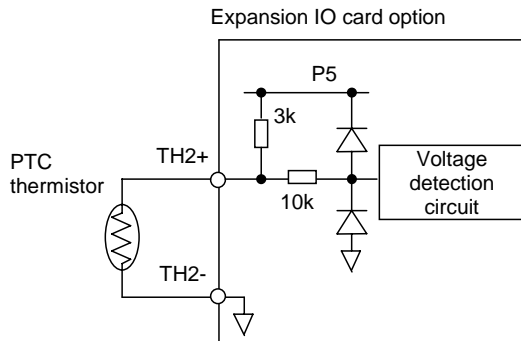 Expansion IO card option
P5
3k
PTC
thermistor
TH2+
10k
Voltage
detection
circuit
TH2-